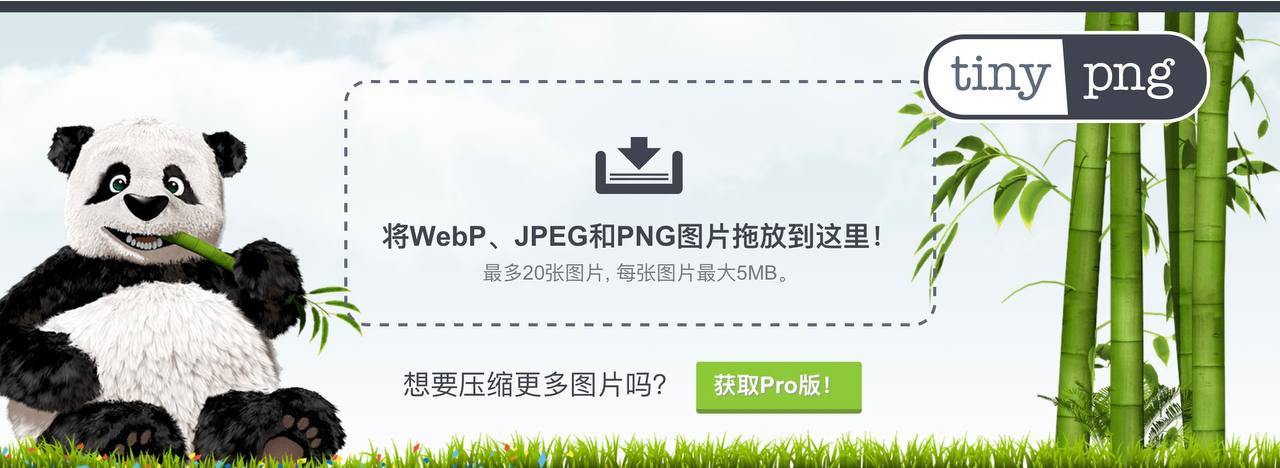 tiny png
将WebP、JPEG和PNG图片拖放到这里!
最多20张图片, 每张图片最大5MB。
想要压缩更多图片吗?
获取Pro版!